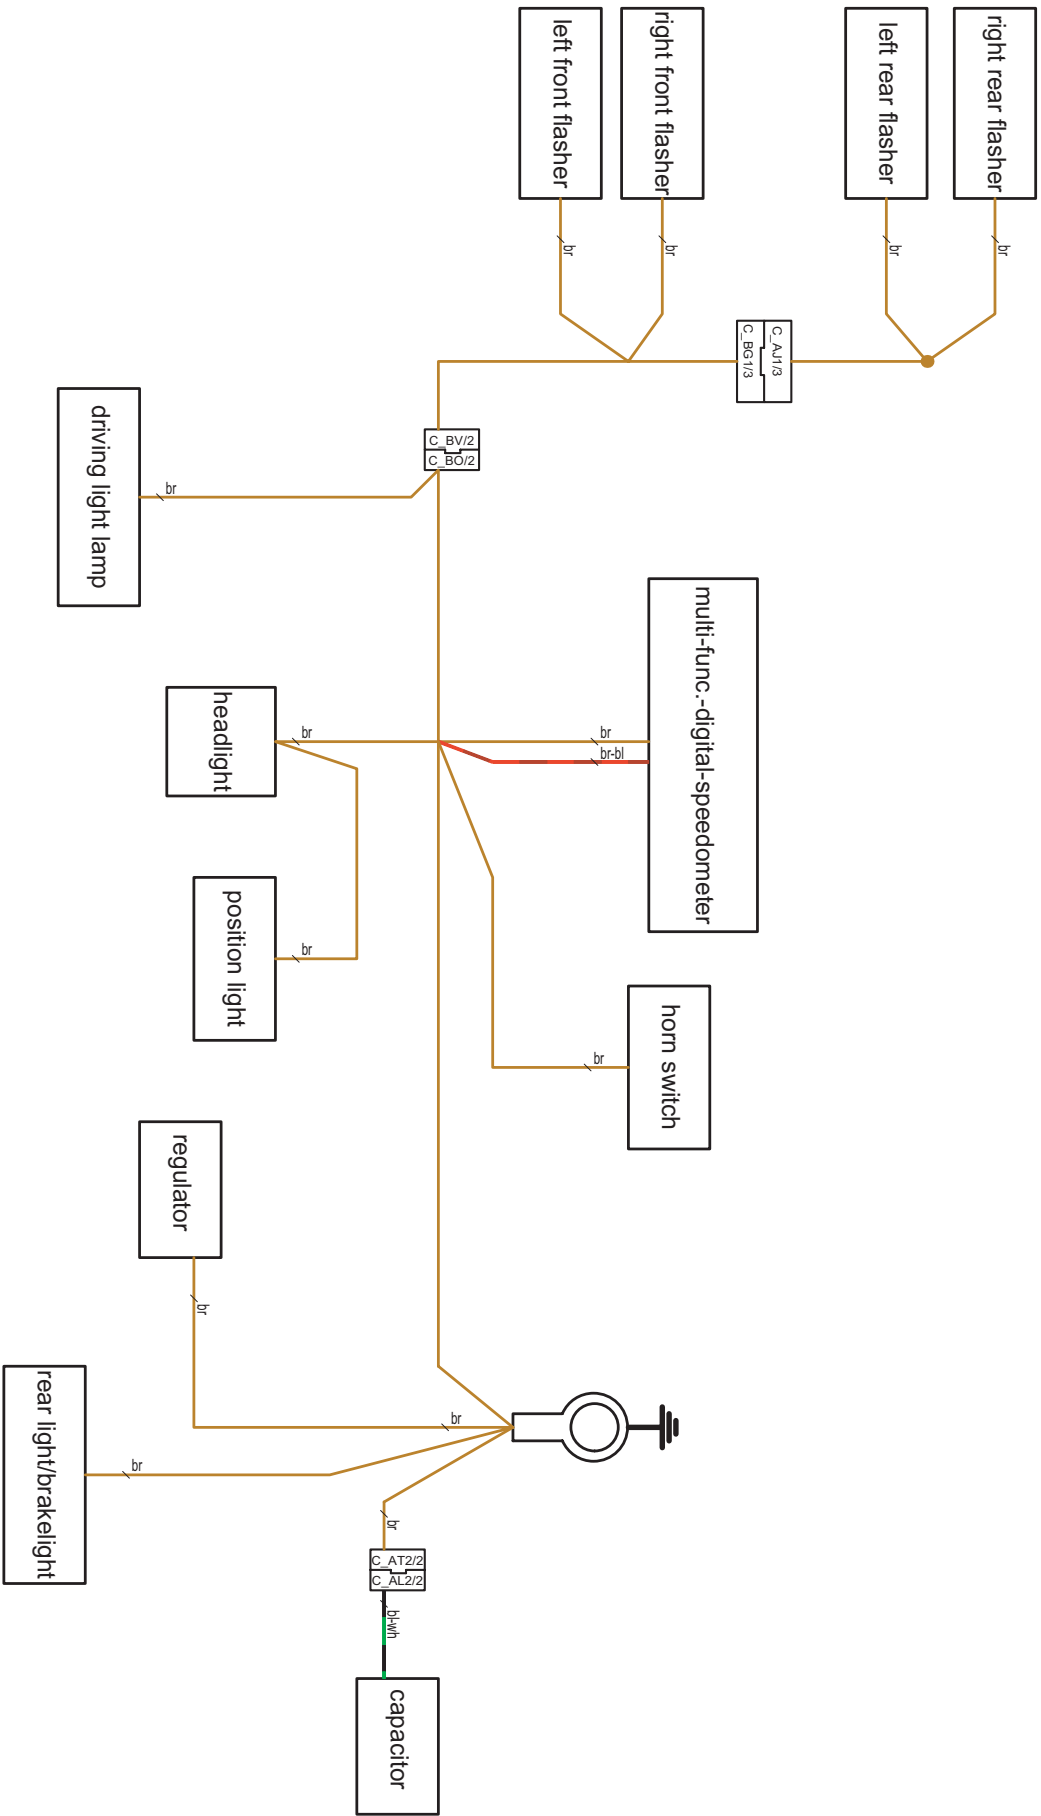 left front flasher
right front flasher
left rear flasher
right rear flasher
br
br
br
br
C_BG1/3
C_AJ1/3
driving light lamp
br
C_BV/2
C_BO/2
multi-func.-digital-speedometer
headlight
br
br
br-bl
position light
br
horn switch
br
regulator
br
br
rear light/brakelight
br
br
C_AT2/2
C_AL2/2
bl-wh
capacitor